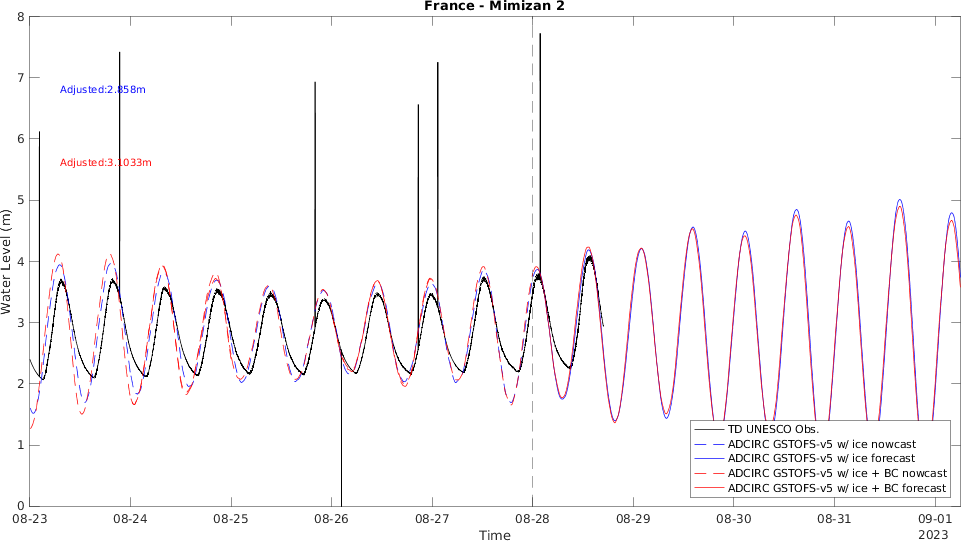 France - Mimizan 2
8
7
6
5
4
3
2
1
0
Water Level (m)
Adjusted:2.858m
Adjusted:3.1033m
TD UNESCO Obs.
ADCIRC GSTOFS-v5 w/ ice nowcast
ADCIRC GSTOFS-v5 w/ ice forecast
ADCIRC GSTOFS-v5 w/ ice + BC nowcast
ADCIRC GSTOFS-v5 w/ ice + BC forecast
08-23 08-24 08-25 08-26 08-27 08-28 08-29 08-30 08-31 09-01
2023
Time